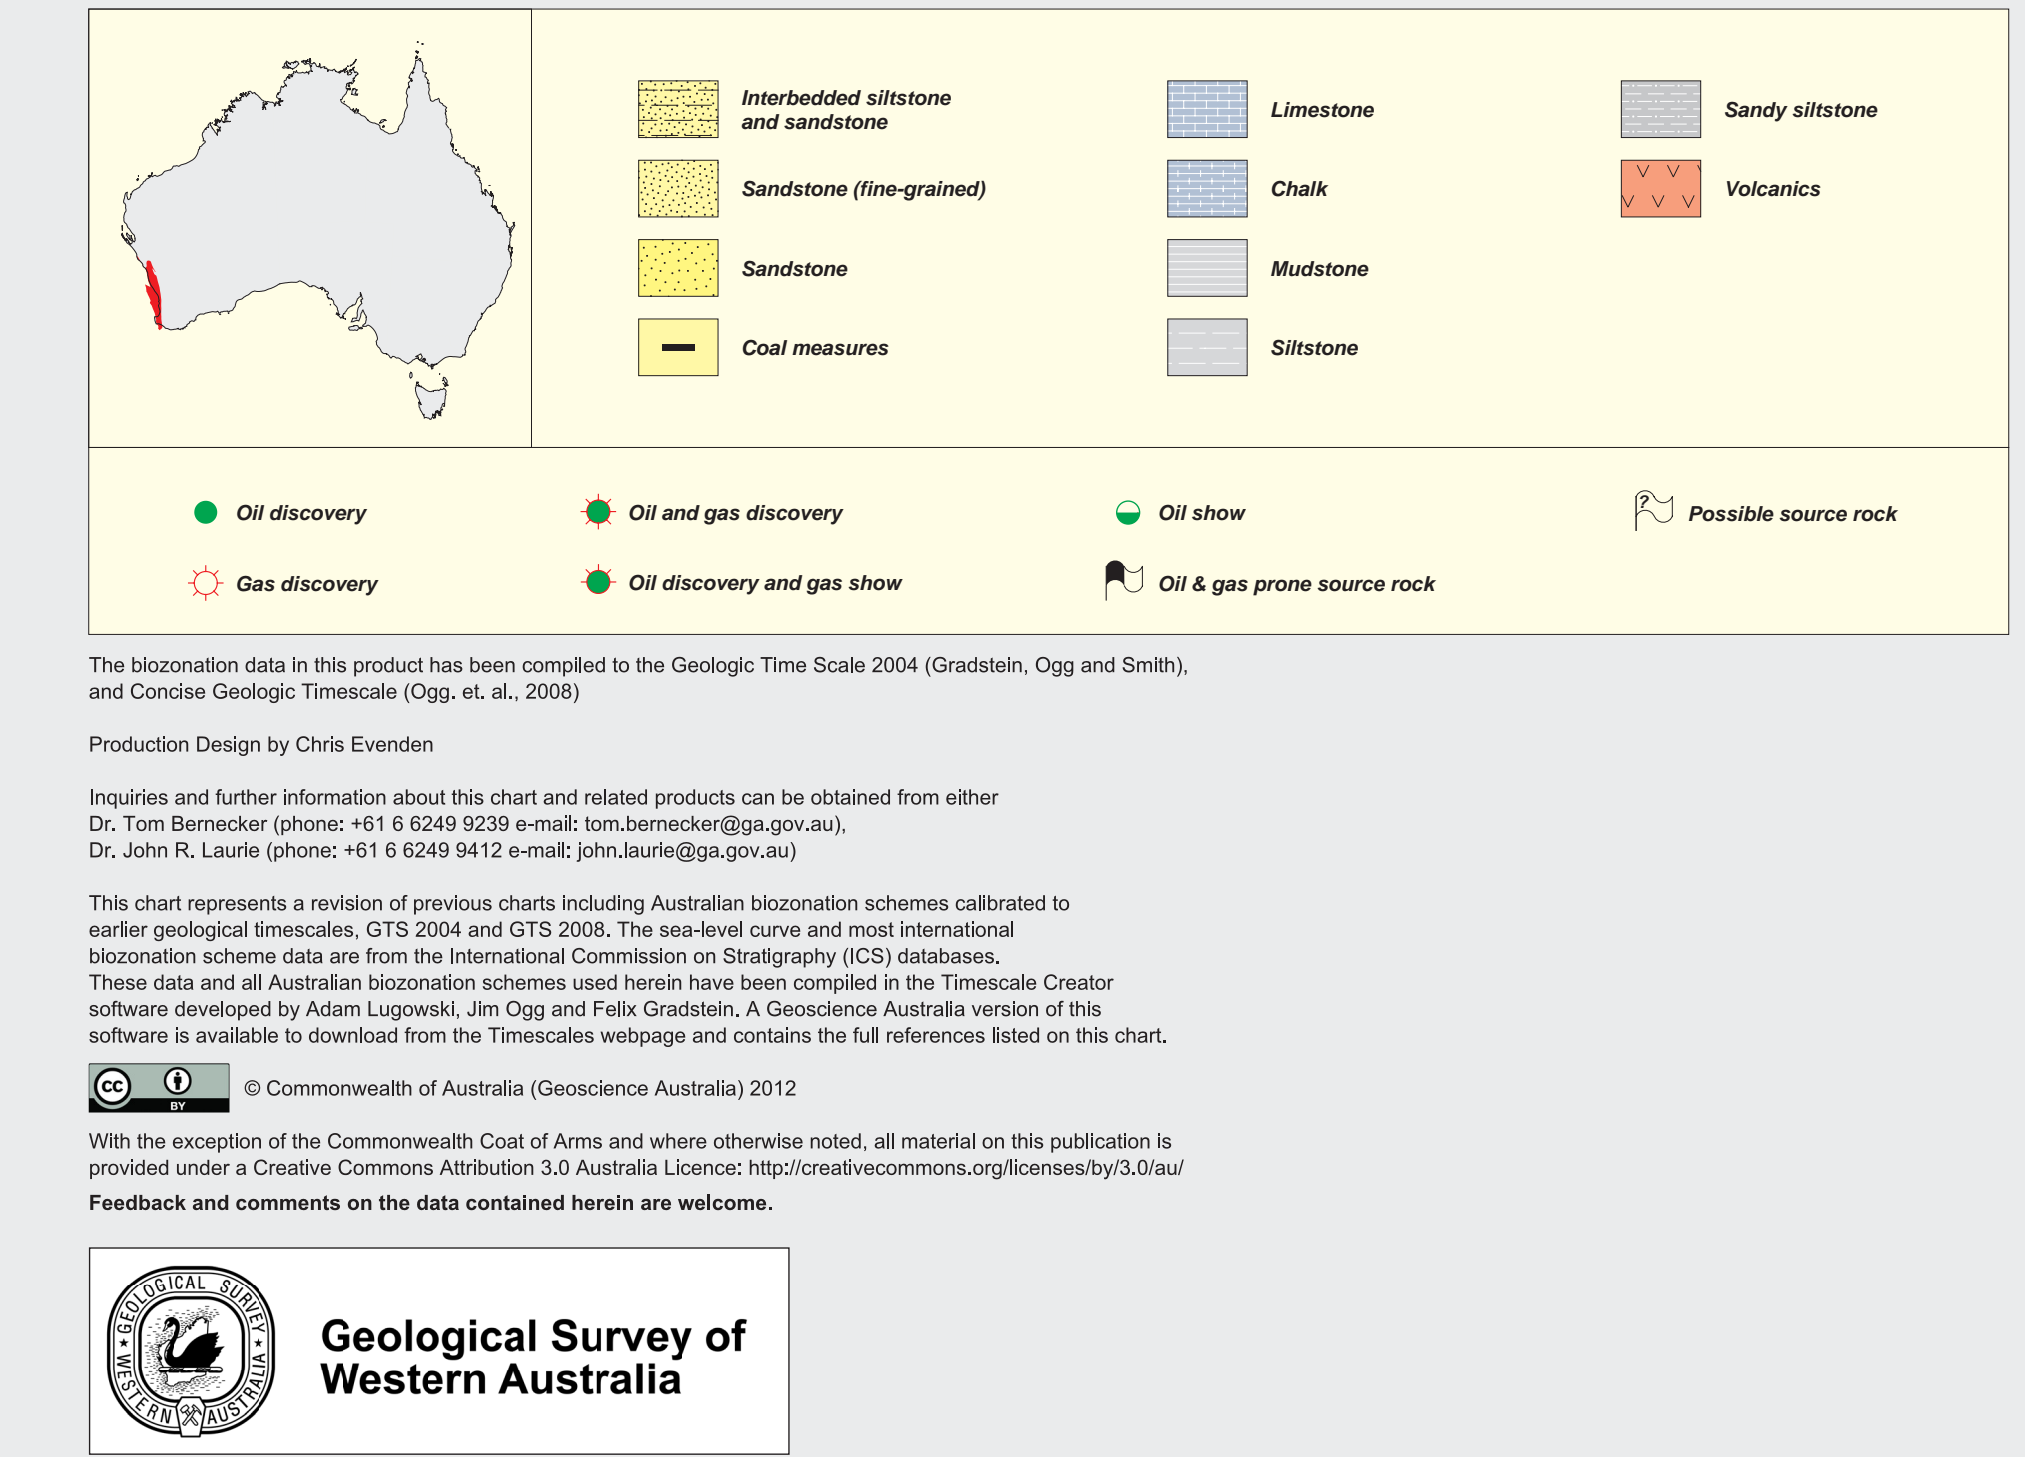 Interbedded siltstone
and sandstone
Sandstone (fine-grained)
Sandstone
Coal measures
Limestone
Chalk
Mudstone
Siltstone
Sandy siltstone
Volcanics
Oil discovery
Oil and gas discovery
Oil show
? Possible source rock
Gas discovery
Oil discovery and gas show
Oil & gas prone source rock
The biozonation data in this product has been compiled to the Geologic Time Scale 2004 (Gradstein, Ogg and Smith),
and Concise Geologic Timescale (Ogg. et. al., 2008)
Production Design by Chris Evenden
Inquiries and further information about this chart and related products can be obtained from either
Dr. Tom Bernecker (phone: +61 6 6249 9239 e-mail: tom.bernecker@ga.gov.au),
Dr. John R. Laurie (phone: +61 6 6249 9412 e-mail: john.laurie@ga.gov.au)
This chart represents a revision of previous charts including Australian biozonation schemes calibrated to
earlier geological timescales, GTS 2004 and GTS 2008. The sea-level curve and most international
biozonation scheme data are from the International Commission on Stratigraphy (ICS) databases.
These data and all Australian biozonation schemes used herein have been compiled in the Timescale Creator
software developed by Adam Lugowski, Jim Ogg and Felix Gradstein. A Geoscience Australia version of this
software is available to download from the Timescales webpage and contains the full references listed on this chart.
cc BY
© Commonwealth of Australia (Geoscience Australia) 2012
With the exception of the Commonwealth Coat of Arms and where otherwise noted, all material on this publication is
provided under a Creative Commons Attribution 3.0 Australia Licence: http://creativecommons.org/licenses/by/3.0/au/
Feedback and comments on the data contained herein are welcome.
GEOLOGICAL SURVEY
WESTERN AUSTRALIA
Geological Survey of
Western Australia